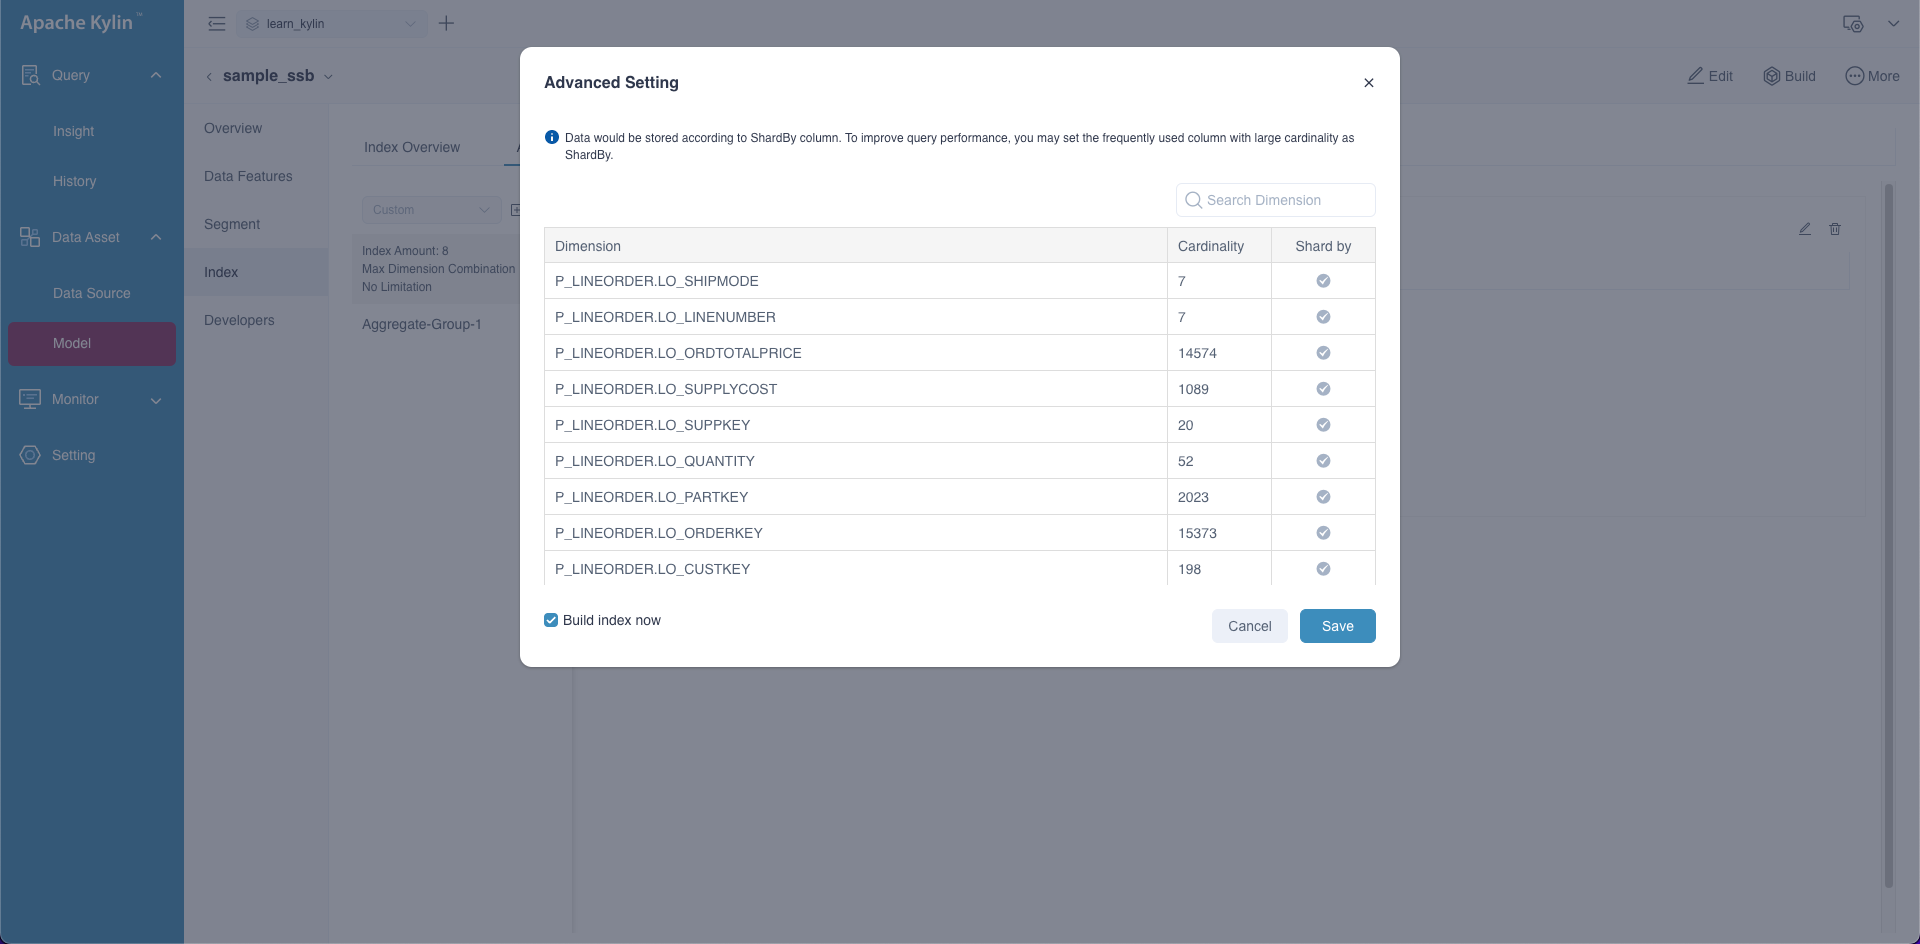 Apache Kylin™
learn_kylin
Query
Insight
History
Data Asset
Data Source
Model
Monitor
Setting
sample_ssb
Edit
Build
More
Overview
Data Features
Segment
Index
Developers
Index Overview
Custom
Index Amount: 8
Max Dimension Combination
No Limitation
Aggregate-Group-1
Advanced Setting
Data would be stored according to ShardBy column. To improve query performance, you may set the frequently used column with large cardinality as
ShardBy.
Search Dimension
Dimension Cardinality Shard by
P_LINEORDER.LO_SHIPMODE 7
P_LINEORDER.LO_LINENUMBER 7
P_LINEORDER.LO_ORDTOTALPRICE 14574
P_LINEORDER.LO_SUPPLYCOST 1089
P_LINEORDER.LO_SUPPKEY 20
P_LINEORDER.LO_QUANTITY 52
P_LINEORDER.LO_PARTKEY 2023
P_LINEORDER.LO_ORDERKEY 15373
P_LINEORDER.LO_CUSTKEY 198
Build index now
Cancel
Save